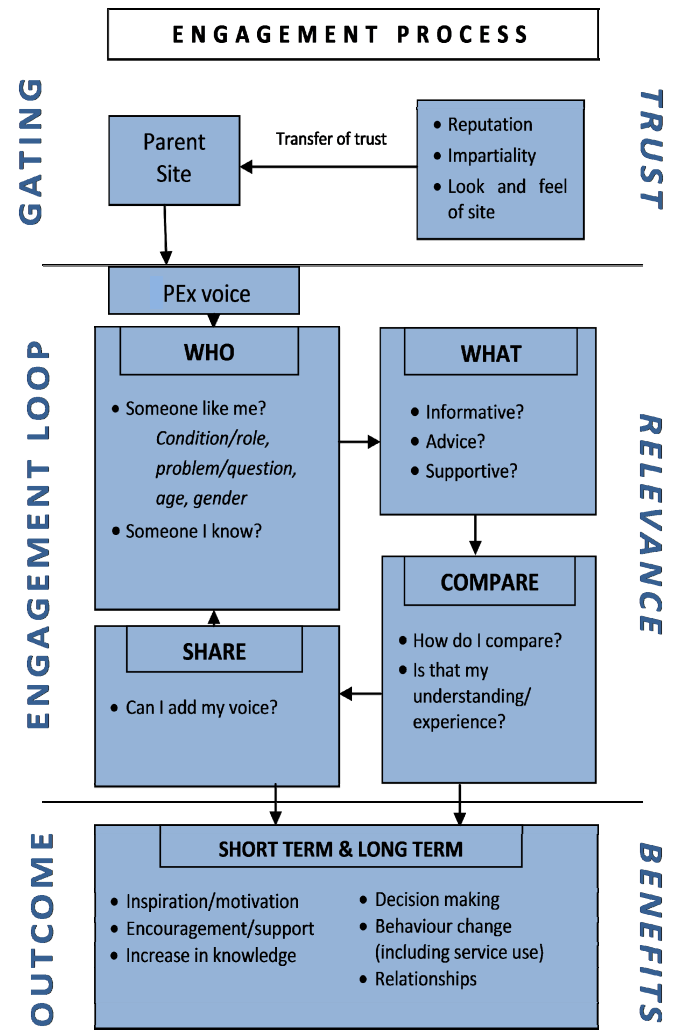 ENGAGEMENT PROCESS
GATING
TRUST
Parent
Site
Transfer of trust
• Reputation
• Impartiality
• Look and feel
of site
ENGAGEMENT LOOP
RELEVANCE
PEx voice
WHO
• Someone like me?
Condition/role,
problem/question,
age, gender
• Someone I know?
WHAT
• Informative?
• Advice?
• Supportive?
COMPARE
• How do I compare?
• Is that my
understanding/
experience?
SHARE
• Can I add my voice?
OUTCOME
BENEFITS
SHORT TERM & LONG TERM
• Inspiration/motivation
• Encouragement/support
• Increase in knowledge
• Decision making
• Behaviour change
(including service use)
• Relationships